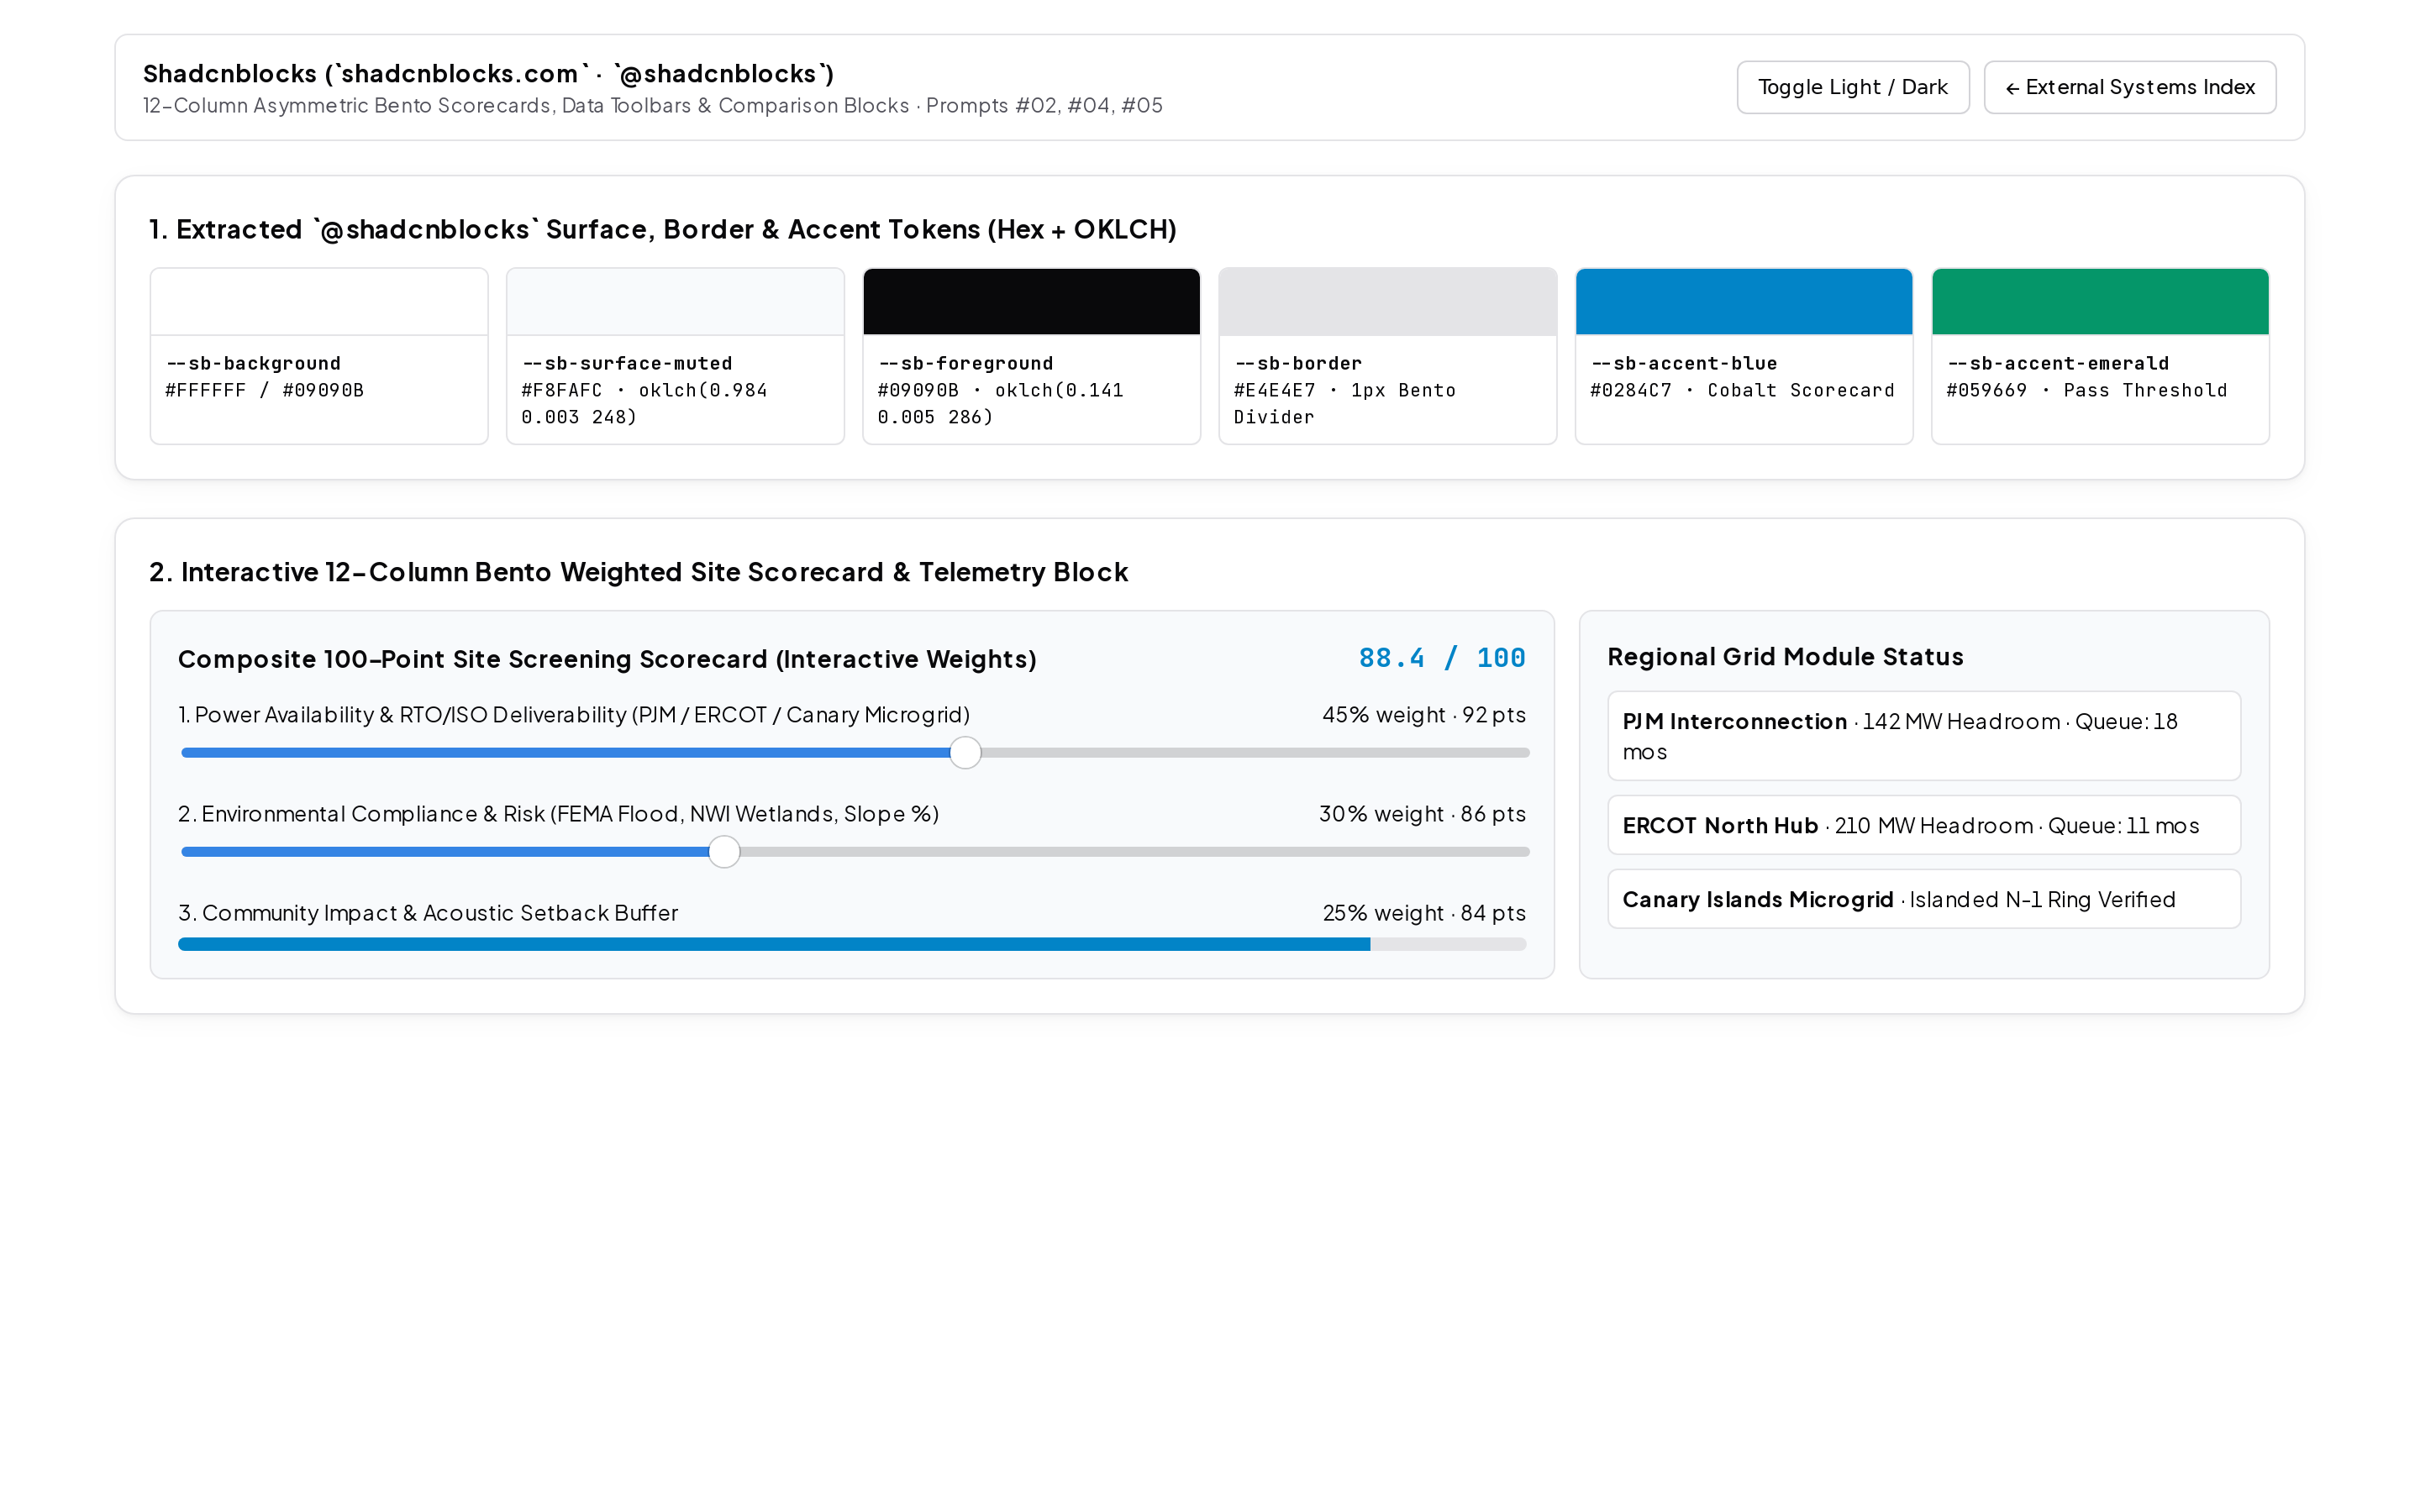 Shadcnblocks (`shadcnblocks.com` · `@shadcnblocks`)
12-Column Asymmetric Bento Scorecards, Data Toolbars & Comparison Blocks · Prompts #02, #04, #05
Toggle Light / Dark
← External Systems Index
1. Extracted `@shadcnblocks` Surface, Border & Accent Tokens (Hex + OKLCH)
--sb-background
#FFFFFF / #09090B
--sb-surface-muted
#F8FAFC · oklch(0.984
0.003 248)
--sb-foreground
#09090B · oklch(0.141
0.005 286)
--sb-border
#E4E4E7 · 1px Bento
Divider
--sb-accent-blue
#0284C7 · Cobalt Scorecard
--sb-accent-emerald
#059669 · Pass Threshold
2. Interactive 12-Column Bento Weighted Site Scorecard & Telemetry Block
Composite 100-Point Site Screening Scorecard (Interactive Weights)
88.4 / 100
1. Power Availability & RTO/ISO Deliverability (PJM / ERCOT / Canary Microgrid)
45% weight · 92 pts
2. Environmental Compliance & Risk (FEMA Flood, NWI Wetlands, Slope %)
30% weight · 86 pts
3. Community Impact & Acoustic Setback Buffer
25% weight · 84 pts
Regional Grid Module Status
PJM Interconnection · 142 MW Headroom · Queue: 18
mos
ERCOT North Hub · 210 MW Headroom · Queue: 11 mos
Canary Islands Microgrid · Islanded N-1 Ring Verified